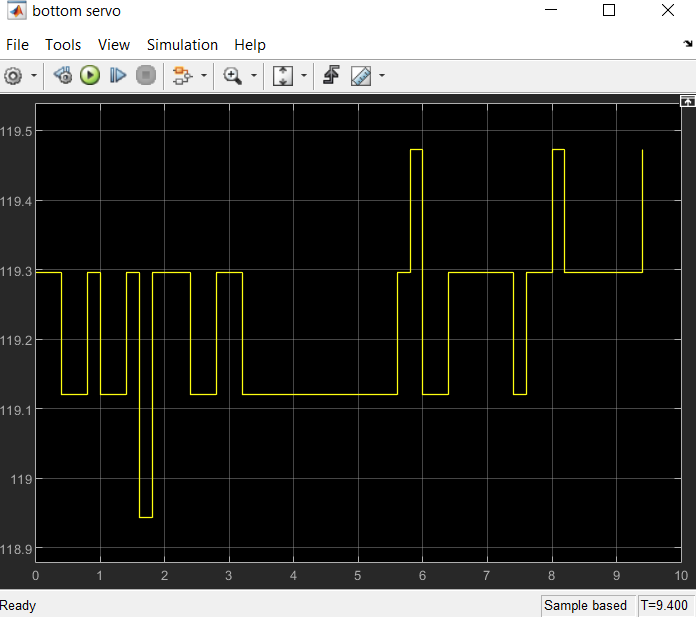 bottom servo
File Tools View Simulation Help
119.5
119.4
119.3
119.2
119.1
119
118.9
0 1 2 3 4 5 6 7 8 9 10
Ready Sample based T=9.400